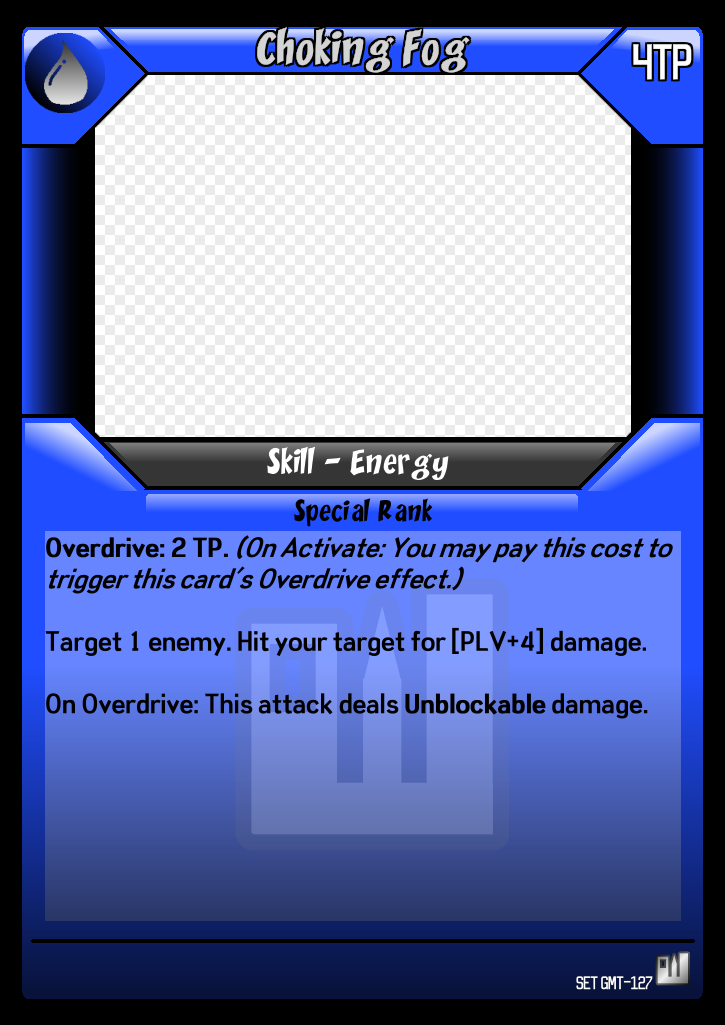 Choking Fog
4TP
Skill - Energy
Special Rank
Overdrive: 2 TP. (On Activate: You may pay this cost to
trigger this card's Overdrive effect.)
Target 1 enemy. Hit your target for [PLV+4] damage.
On Overdrive: This attack deals Unblockable damage.
SET GMT-127